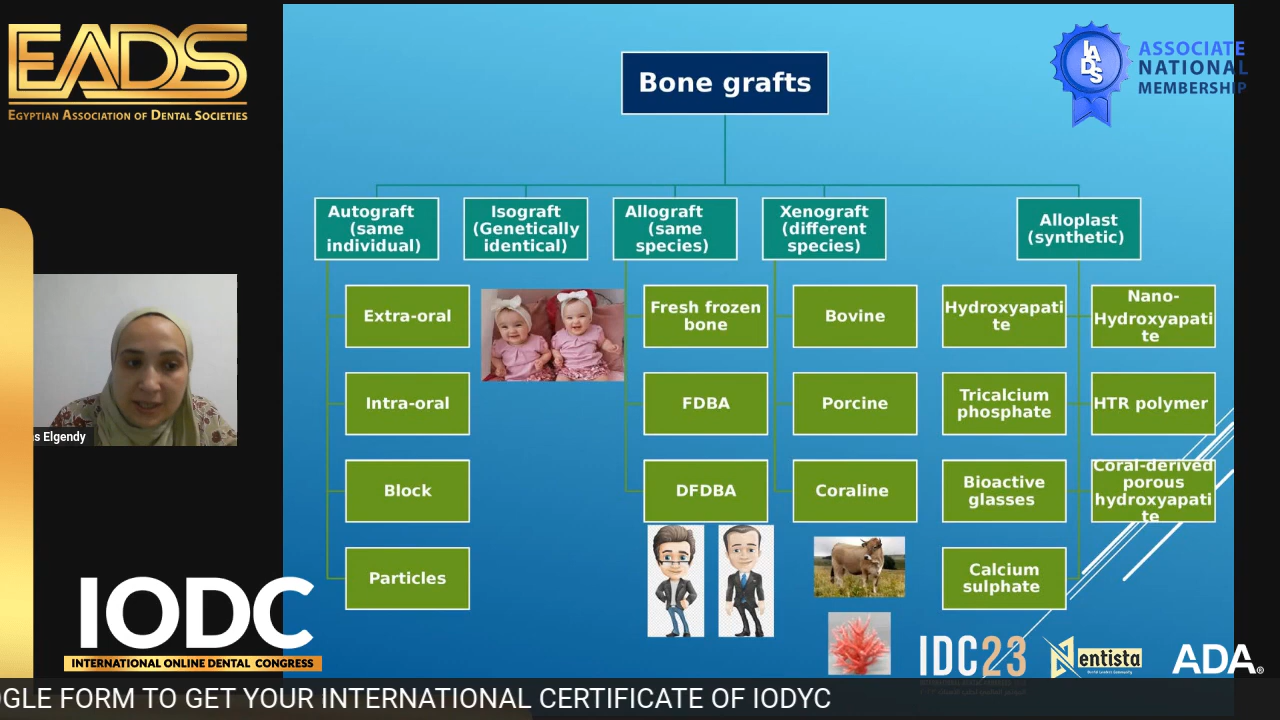 EADS
EGYPTIAN ASSOCIATION OF DENTAL SOCIETIES
IADS
ASSOCIATE
NATIONAL
MEMBERSHIP
Bone grafts
Autograft
(same
individual)
Isograft
(Genetically
identical)
Allograft
(same
species)
Xenograft
(different
species)
Alloplast
(synthetic)
Extra-oral
Intra-oral
Block
Particles
Fresh frozen
bone
FDBA
DFDBA
Bovine
Porcine
Coraline
Hydroxyapati
te
Tricalcium
phosphate
Bioactive
glasses
Calcium
sulphate
Nano-
Hydroxyapati
te
HTR polymer
Coral-derived
porous
hydroxyapati
te
Elgendy
IODC
INTERNATIONAL ONLINE DENTAL CONGRESS
IDC23
Dentista
ADA®
FORM TO GET YOUR INTERNATIONAL CERTIFICATE OF IODYC